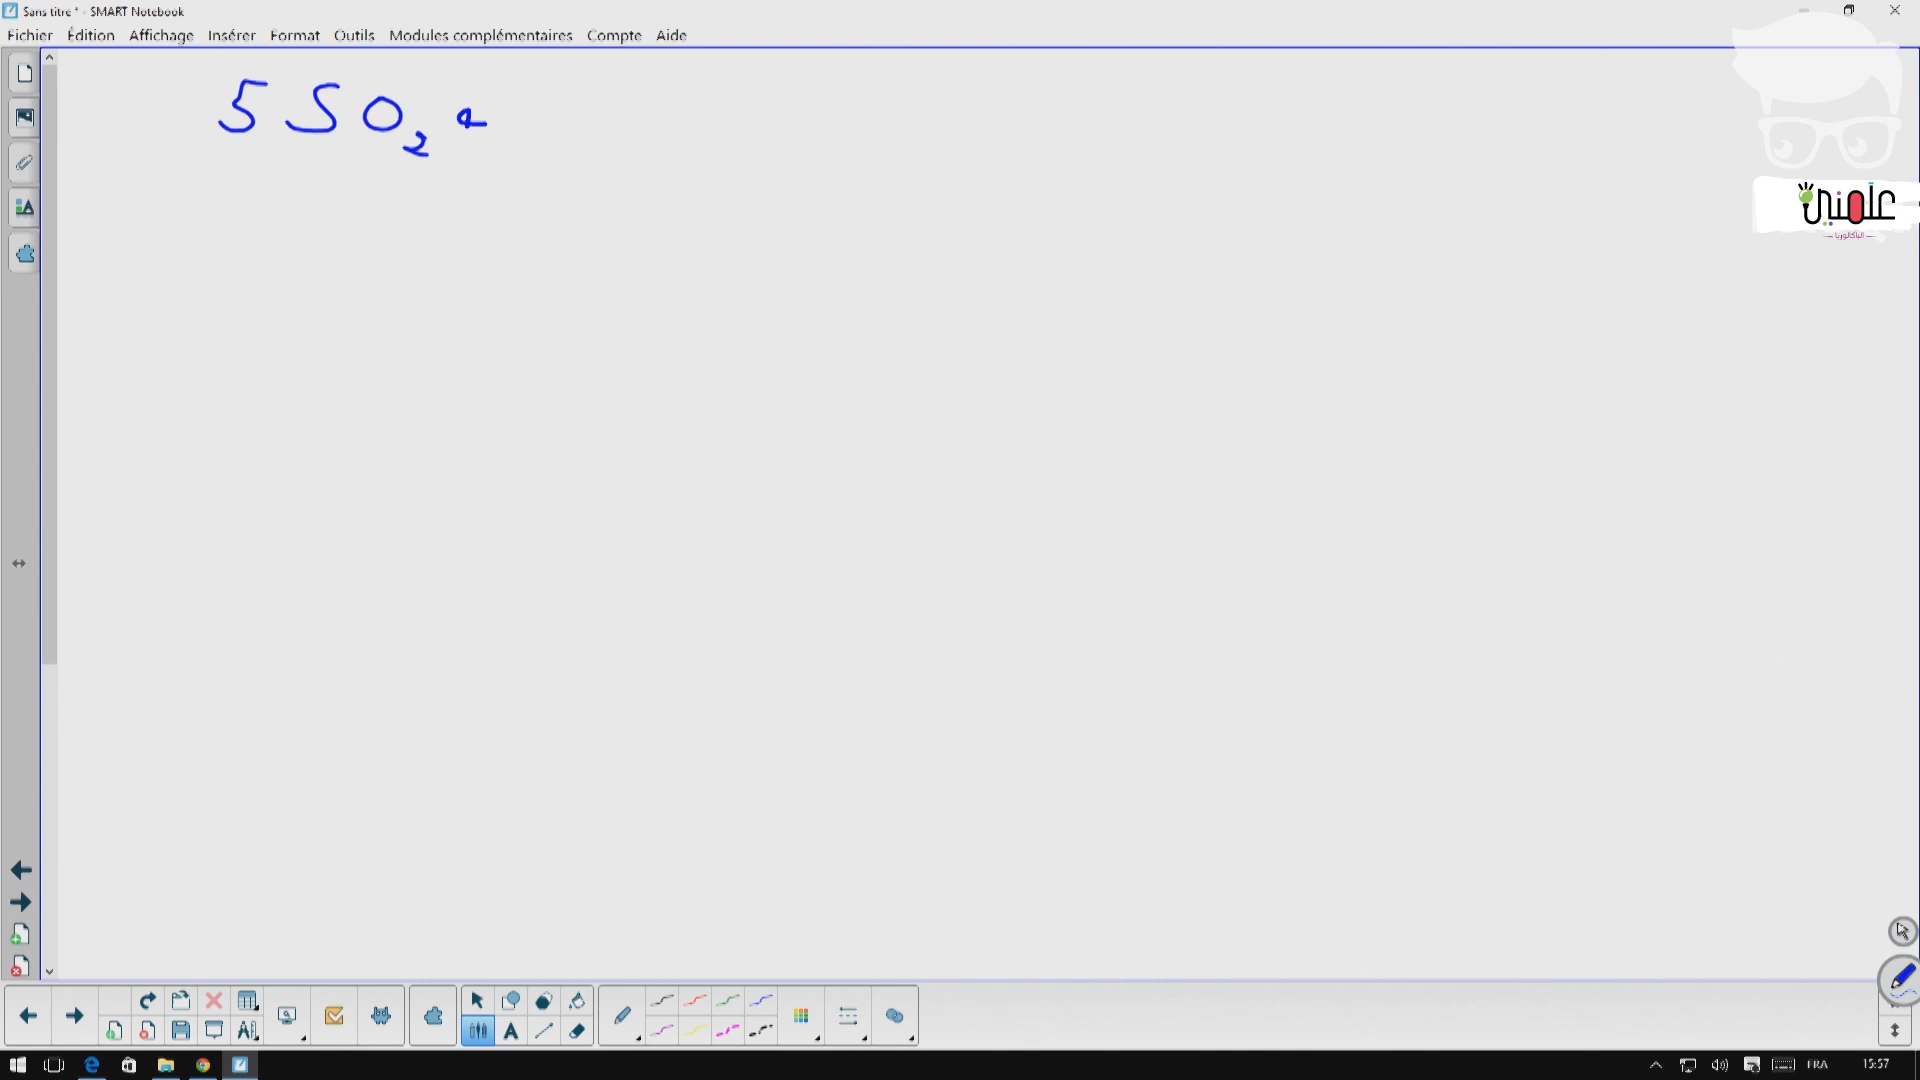 Sans titre * - SMART Notebook
Fichier Édition Affichage Insérer Format Outils Modules complémentaires Compte Aide
5 SO₂
علمني
الباكالوريا
FRA 15:57